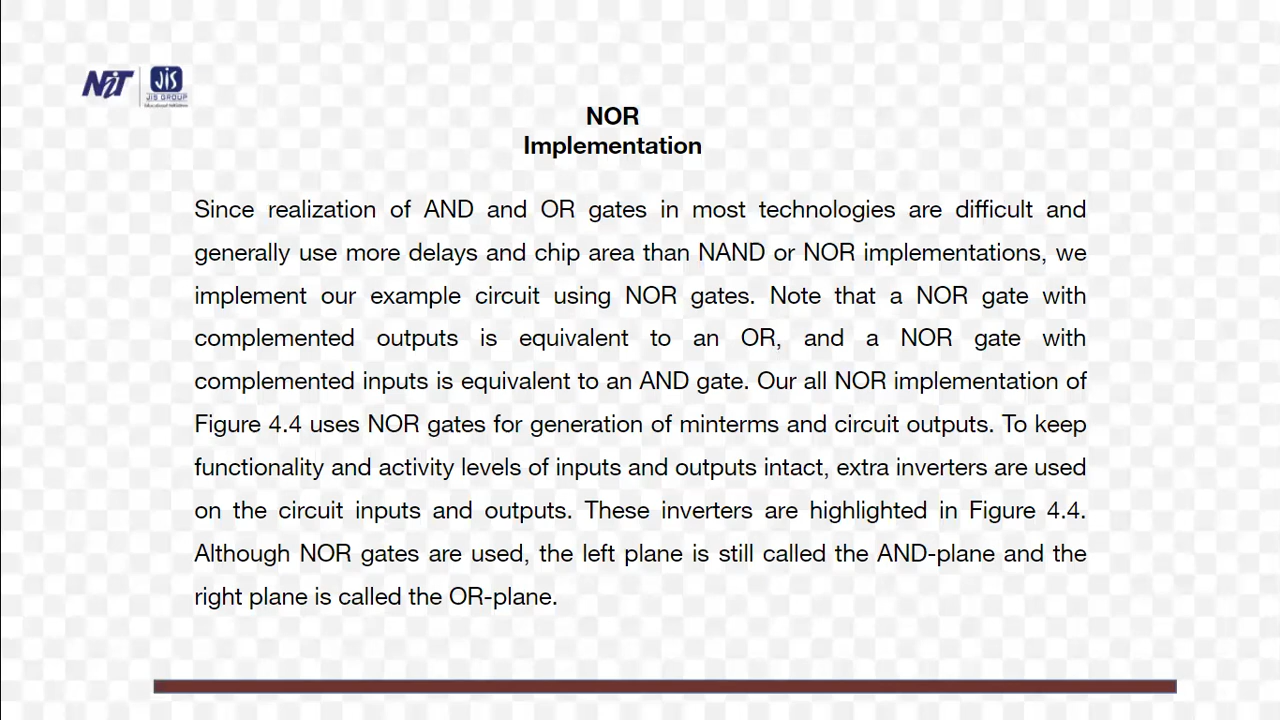 NiT
JIS
JIS GROUP
Educational Initiatives
NOR
Implementation
Since realization of AND and OR gates in most technologies are difficult and
generally use more delays and chip area than NAND or NOR implementations, we
implement our example circuit using NOR gates. Note that a NOR gate with
complemented outputs is equivalent to an OR, and a NOR gate with
complemented inputs is equivalent to an AND gate. Our all NOR implementation of
Figure 4.4 uses NOR gates for generation of minterms and circuit outputs. To keep
functionality and activity levels of inputs and outputs intact, extra inverters are used
on the circuit inputs and outputs. These inverters are highlighted in Figure 4.4.
Although NOR gates are used, the left plane is still called the AND-plane and the
right plane is called the OR-plane.